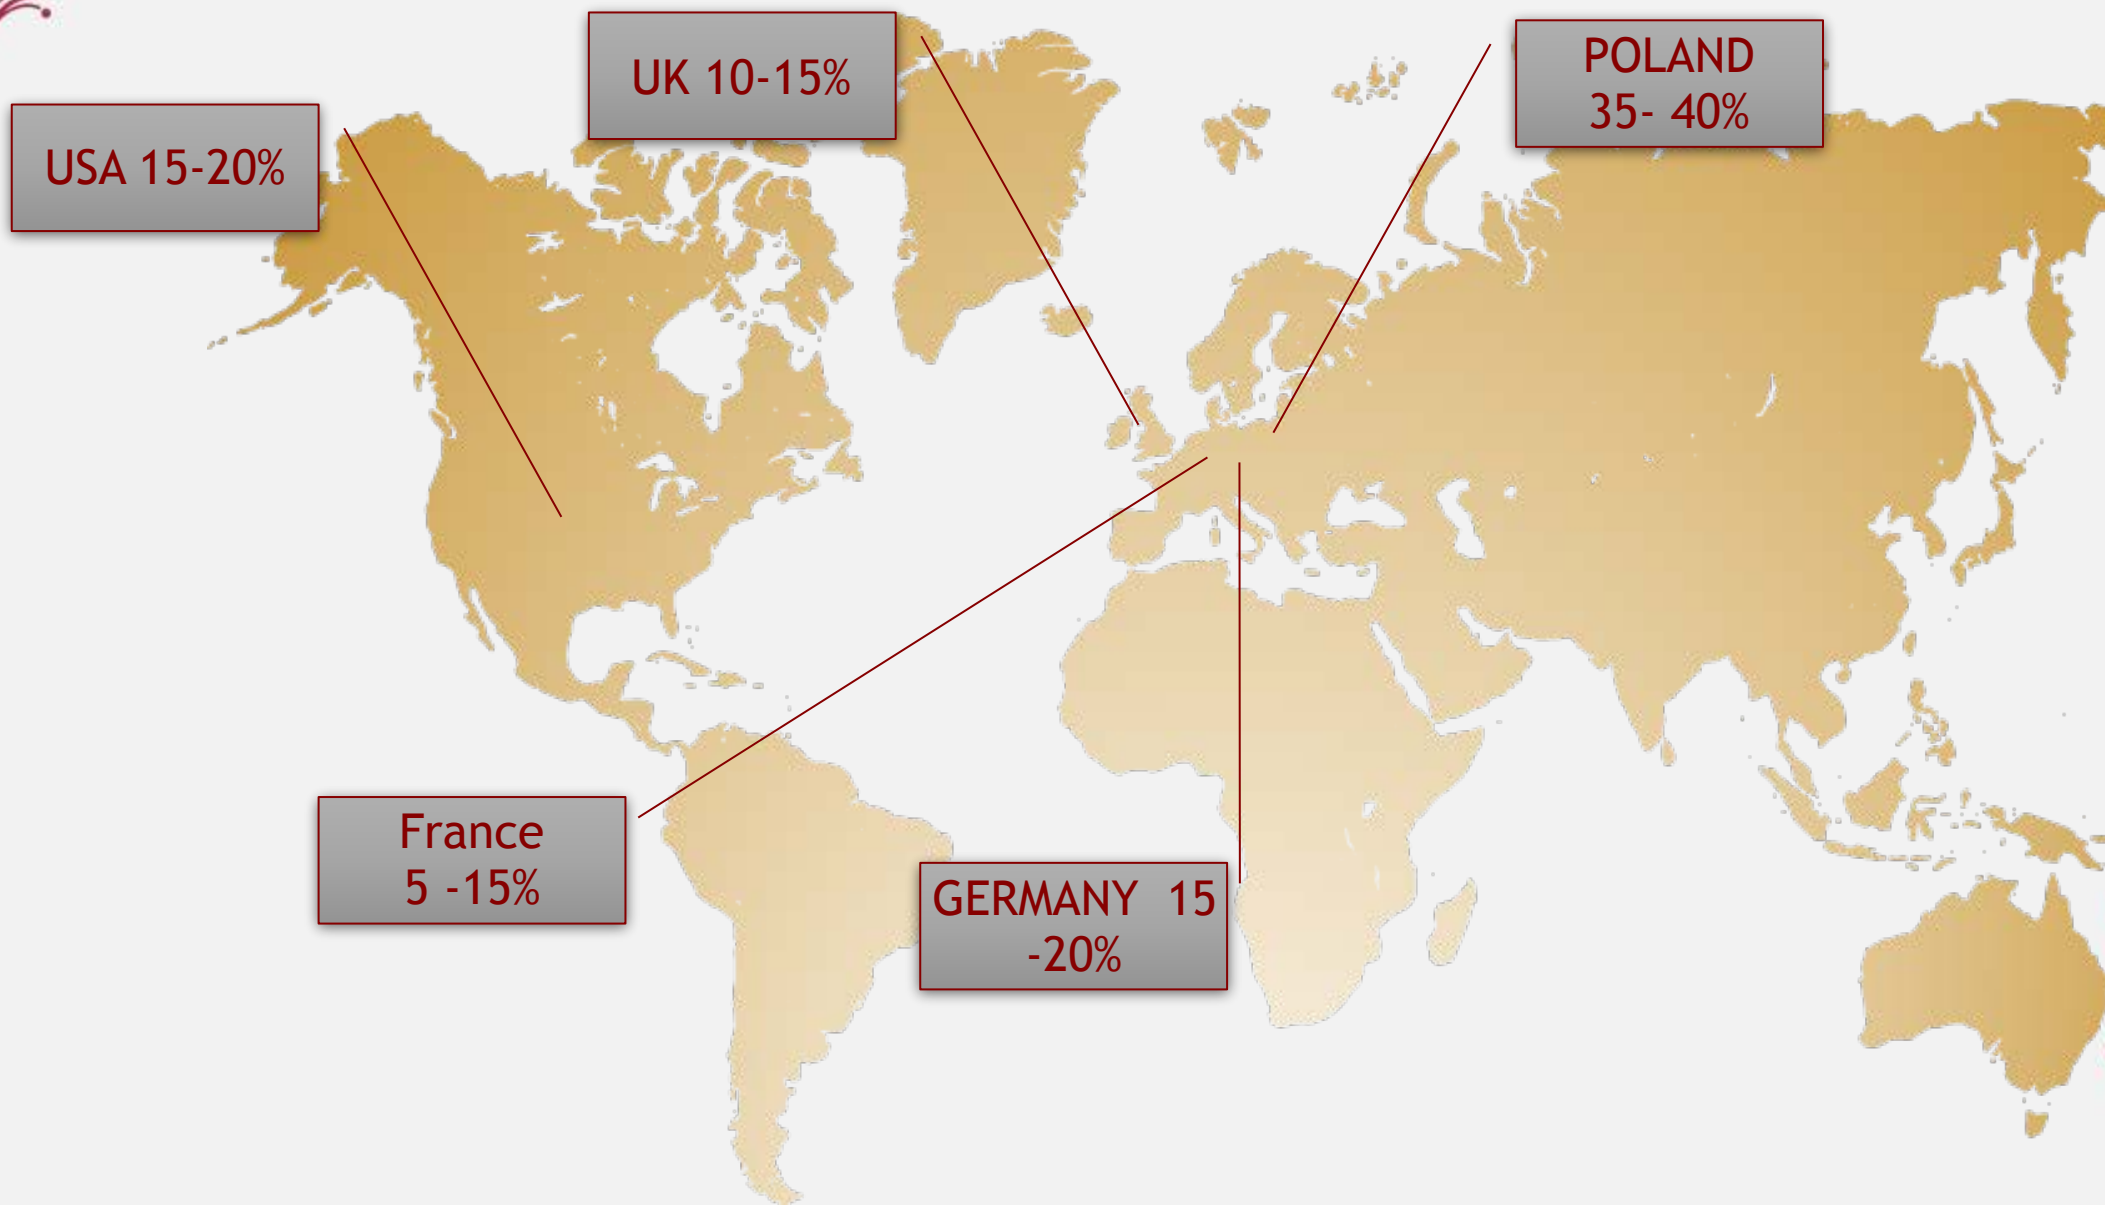 UK 10-15%
POLAND
35- 40%
USA 15-20%
France
5 -15%
GERMANY 15
-20%